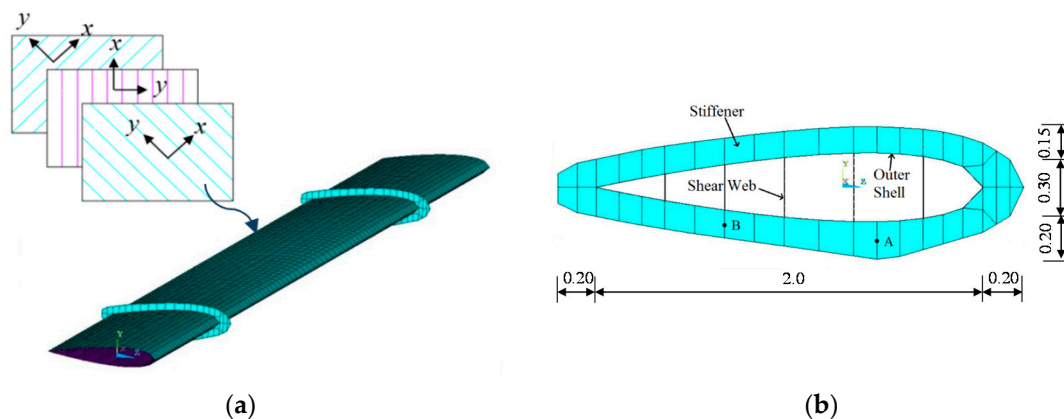 y
x
x
y
y
x
Y
Z
(a)
Stiffener
Shear Web
Outer
Shell
Y
X
Z
B
A
0.15
0.30
0.20
0.20
2.0
0.20
(b)